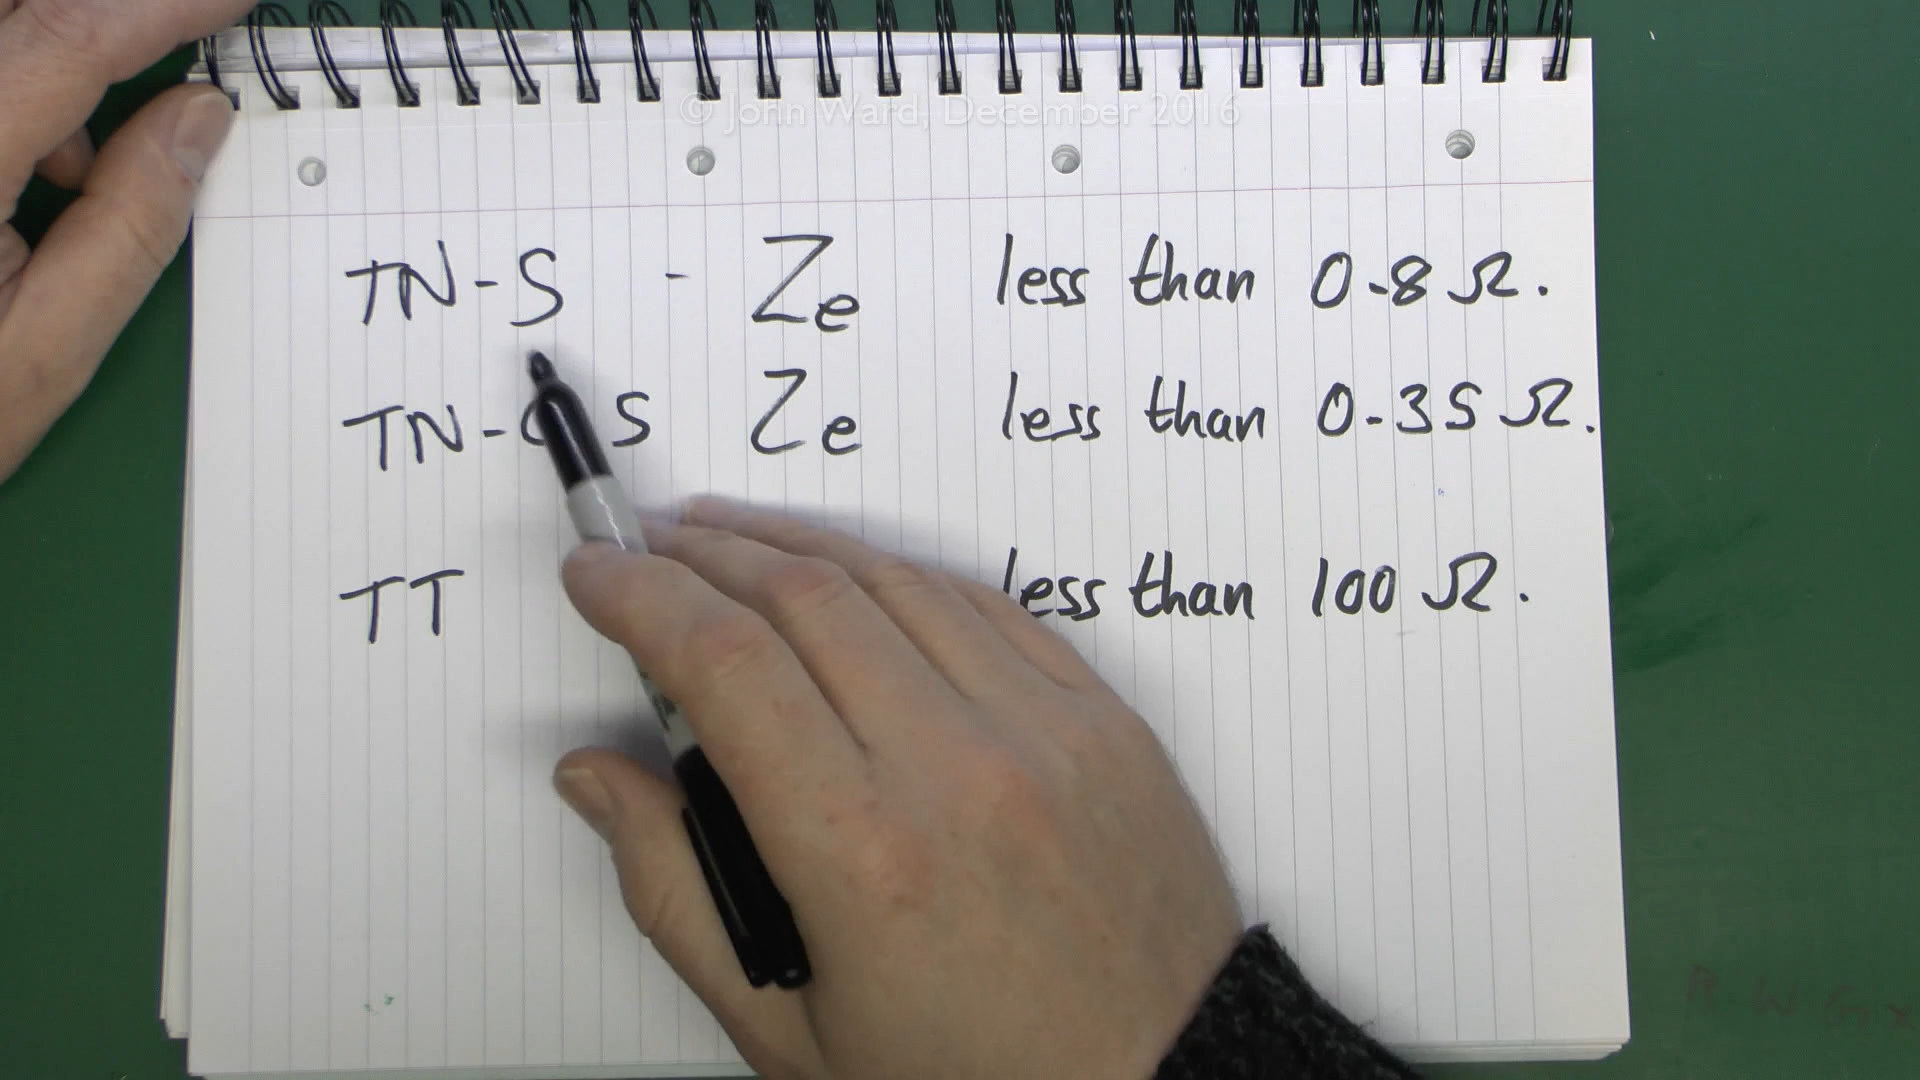 © John Ward, December 2016
TN-S - Ze less than 0.8 Ω.
TN-C S Ze less than 0.35 Ω.
TT less than 100 Ω.